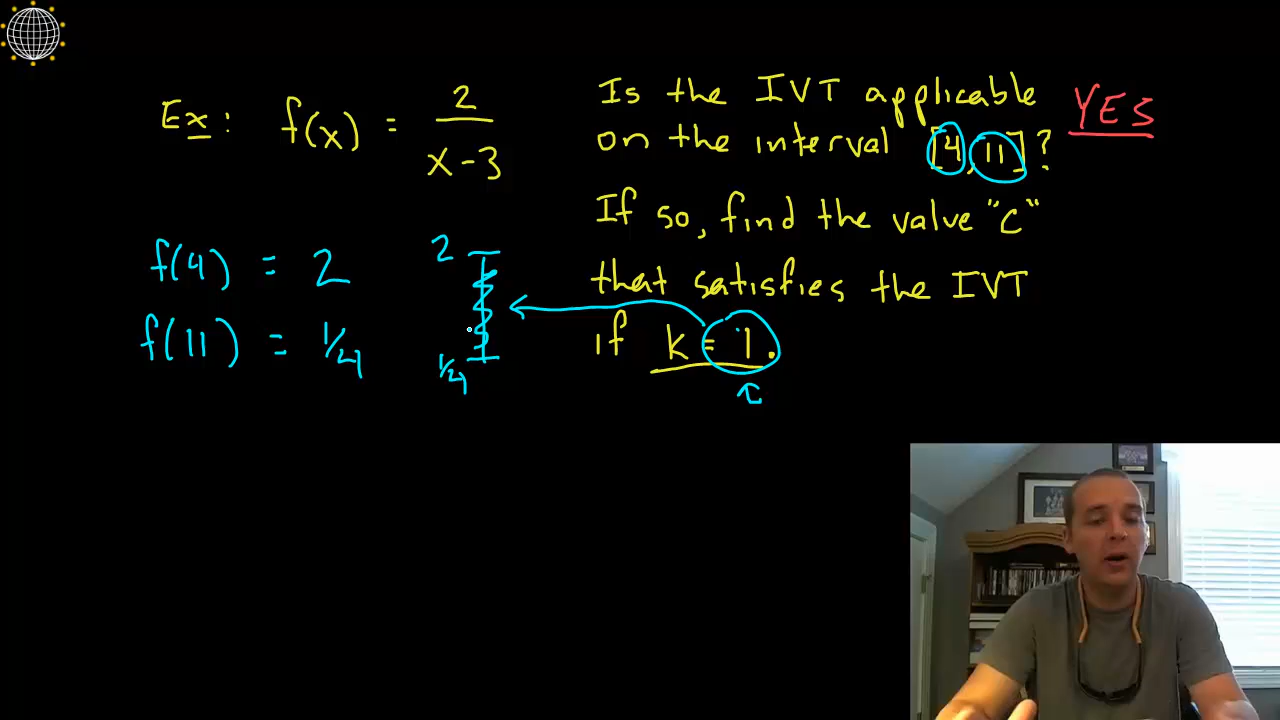 Ex: f(x) = 2 / x-3
Is the IVT applicable
on the interval [4, 11]?
YES
If so, find the value "c"
that satisfies the IVT
if k = 1.
f(4) = 2
f(11) = 1/4
2
1/4